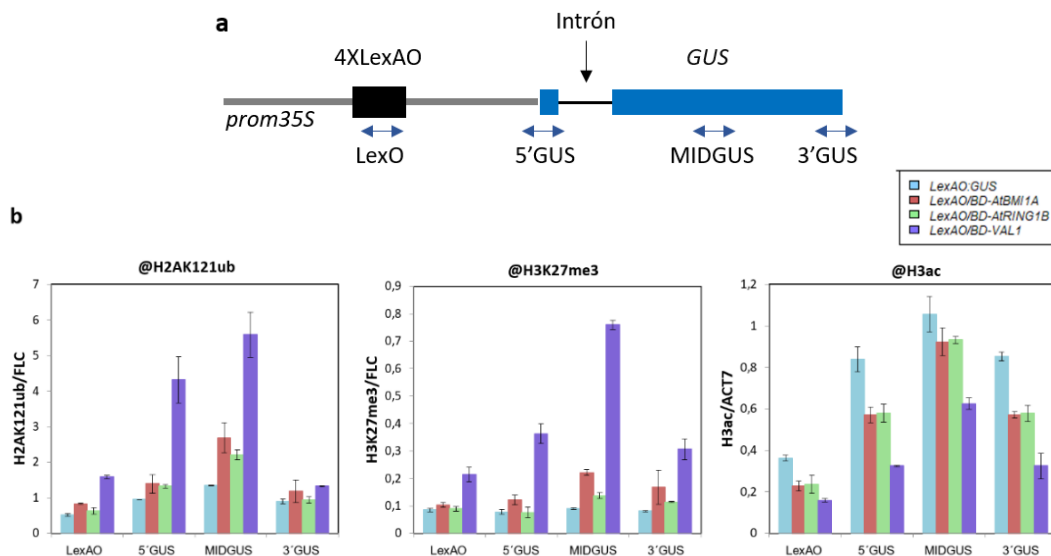 a
Intrón
4XLexAO
GUS
prom35S
LexO
5’GUS
MIDGUS
3’GUS
LexAO:GUS
LexAO/BD-AtBMI1A
LexAO/BD-AtRING1B
LexAO/BD-VAL1
b
@H2AK121ub
H2AK121ub/FLC
7
6
5
4
3
2
1
0
LexAO 5´GUS MIDGUS 3´GUS
@H3K27me3
H3K27me3/FLC
0,9
0,8
0,7
0,6
0,5
0,4
0,3
0,2
0,1
0
LexAO 5´GUS MIDGUS 3´GUS
@H3ac
H3ac/ACT7
1,2
1
0,8
0,6
0,4
0,2
0
LexAO 5´GUS MIDGUS 3´GUS